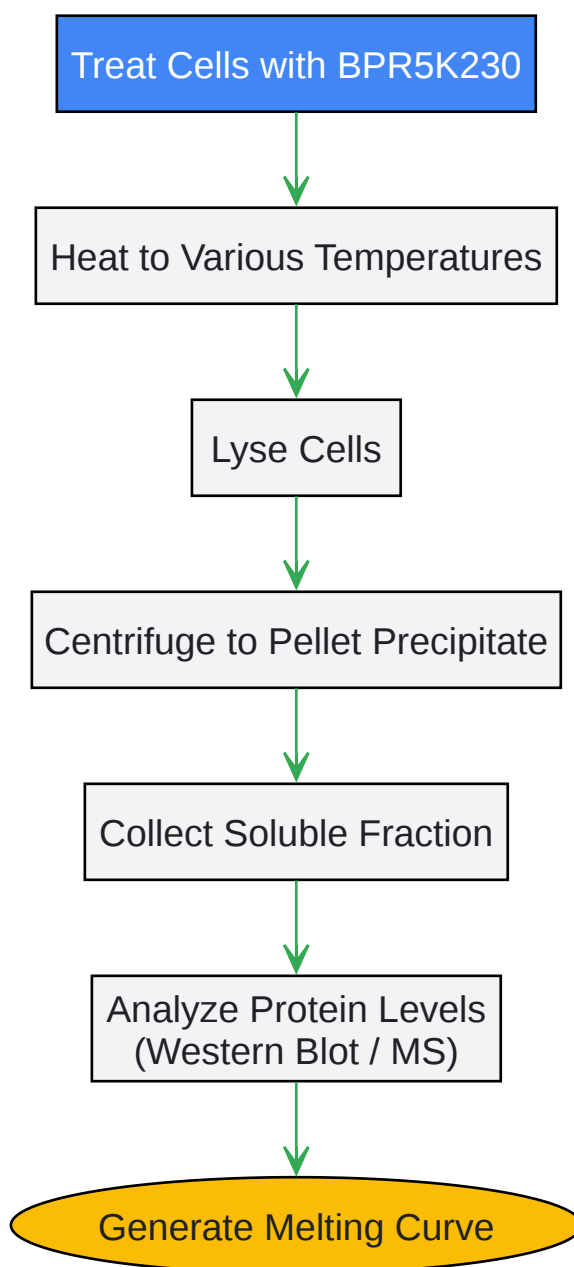 Treat Cells with BPR5K230
Heat to Various Temperatures
Lyse Cells
Centrifuge to Pellet Precipitate
Collect Soluble Fraction
Analyze Protein Levels
(Western Blot / MS)
Generate Melting Curve